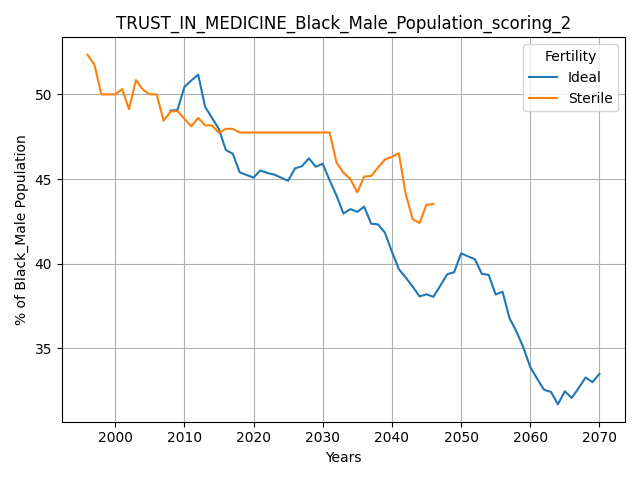 TRUST_IN_MEDICINE_Black_Male_Population_scoring_2
Fertility
Ideal
Sterile
% of Black_Male Population
50
45
40
35
2000 2010 2020 2030 2040 2050 2060 2070
Years